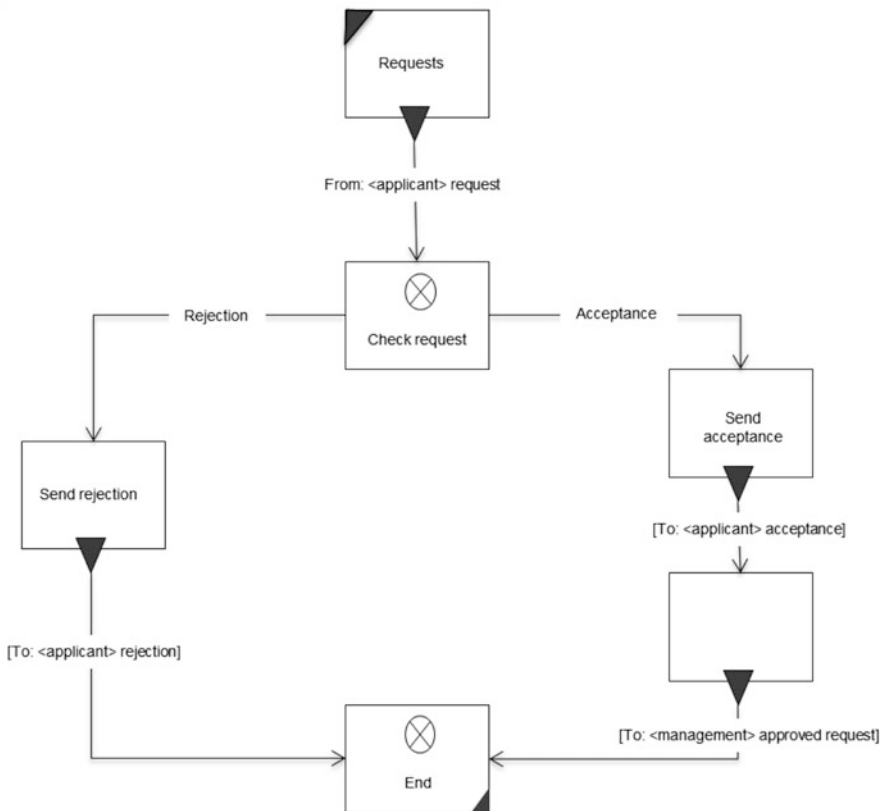 Requests
From: <applicant> request
Rejection
Check request
Acceptance
Send
acceptance
Send rejection
[To: <applicant> acceptance]
[To: <applicant> rejection]
[To: <management> approved request]
End